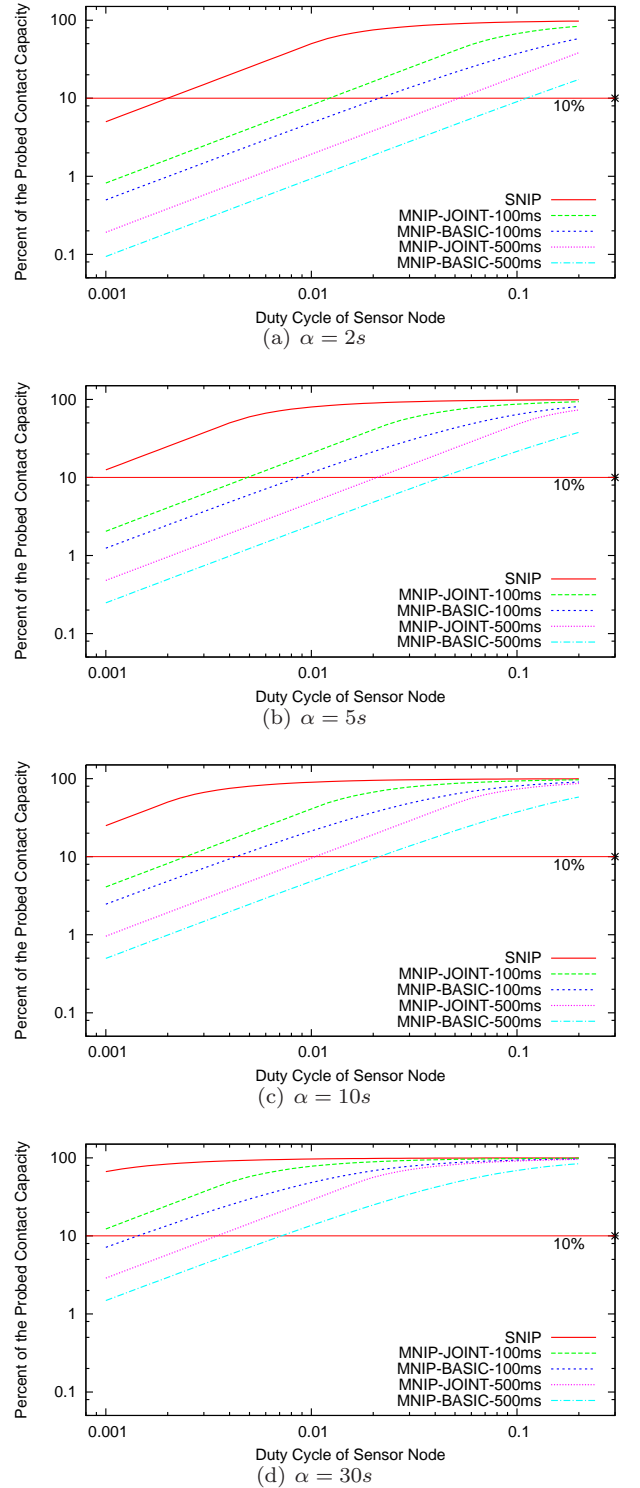 Percent of the Probed Contact Capacity
100
10
1
0.1
10%
SNIP
MNIP-JOINT-100ms
MNIP-BASIC-100ms
MNIP-JOINT-500ms
MNIP-BASIC-500ms
0.001
0.01
0.1
Duty Cycle of Sensor Node
(a) α = 2s
Percent of the Probed Contact Capacity
100
10
1
0.1
10%
SNIP
MNIP-JOINT-100ms
MNIP-BASIC-100ms
MNIP-JOINT-500ms
MNIP-BASIC-500ms
0.001
0.01
0.1
Duty Cycle of Sensor Node
(b) α = 5s
Percent of the Probed Contact Capacity
100
10
1
0.1
10%
SNIP
MNIP-JOINT-100ms
MNIP-BASIC-100ms
MNIP-JOINT-500ms
MNIP-BASIC-500ms
0.001
0.01
0.1
Duty Cycle of Sensor Node
(c) α = 10s
Percent of the Probed Contact Capacity
100
10
1
0.1
10%
SNIP
MNIP-JOINT-100ms
MNIP-BASIC-100ms
MNIP-JOINT-500ms
MNIP-BASIC-500ms
0.001
0.01
0.1
Duty Cycle of Sensor Node
(d) α = 30s